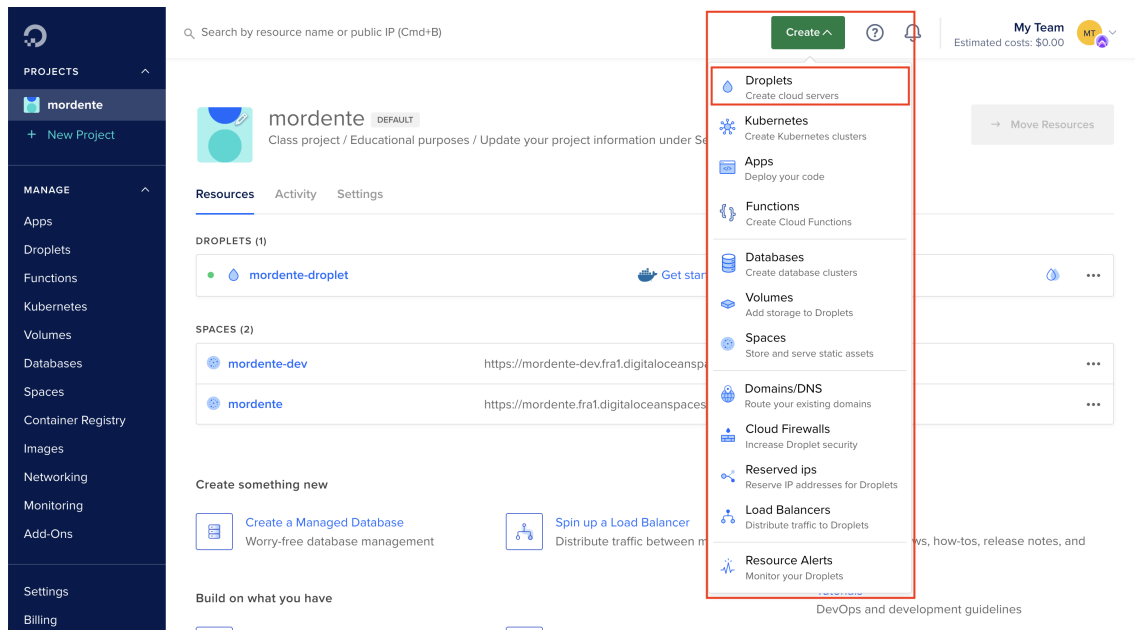 PROJECTS
mordente
+ New Project
MANAGE
Apps
Droplets
Functions
Kubernetes
Volumes
Databases
Spaces
Container Registry
Images
Networking
Monitoring
Add-Ons
Settings
Billing
Search by resource name or public IP (Cmd+B)
Create
?
My Team
Estimated costs: $0.00
MT
mordente DEFAULT
Class project / Educational purposes / Update your project information under Se
→ Move Resources
Resources Activity Settings
DROPLETS (1)
mordente-droplet Get star
SPACES (2)
mordente-dev https://mordente-dev.fra1.digitaloceanspa
mordente https://mordente.fra1.digitaloceanspaces
Create something new
Create a Managed Database
Worry-free database management
Spin up a Load Balancer
Distribute traffic between m
ws, how-tos, release notes, and
Build on what you have
Tutorials
DevOps and development guidelines
Droplets
Create cloud servers
Kubernetes
Create Kubernetes clusters
Apps
Deploy your code
Functions
Create Cloud Functions
Databases
Create database clusters
Volumes
Add storage to Droplets
Spaces
Store and serve static assets
Domains/DNS
Route your existing domains
Cloud Firewalls
Increase Droplet security
Reserved ips
Reserve IP addresses for Droplets
Load Balancers
Distribute traffic to Droplets
Resource Alerts
Monitor your Droplets